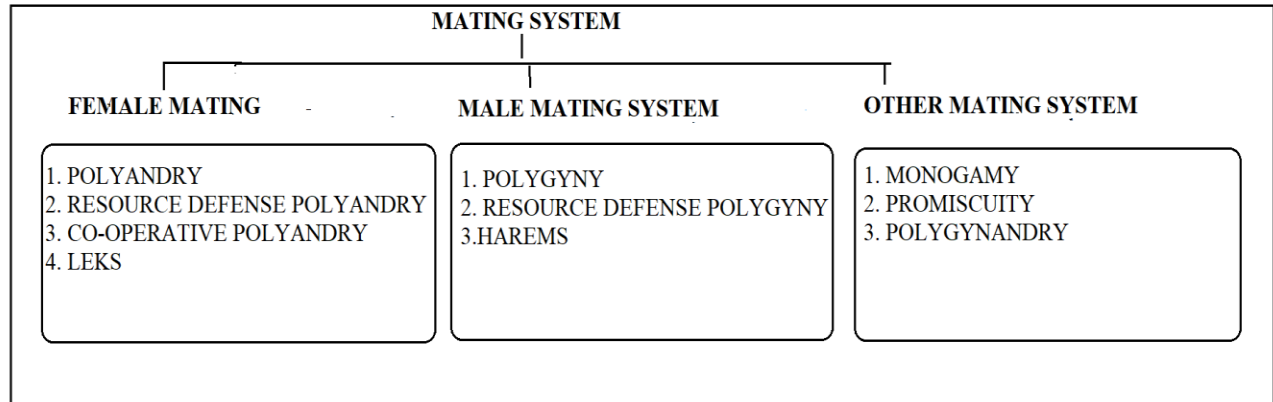 MATING SYSTEM
FEMALE MATING
MALE MATING SYSTEM
OTHER MATING SYSTEM
1. POLYANDRY
2. RESOURCE DEFENSE POLYANDRY
3. CO-OPERATIVE POLYANDRY
4. LEKS
1. POLYGYNY
2. RESOURCE DEFENSE POLYGYNY
3.HAREMS
1. MONOGAMY
2. PROMISCUITY
3. POLYGYNANDRY